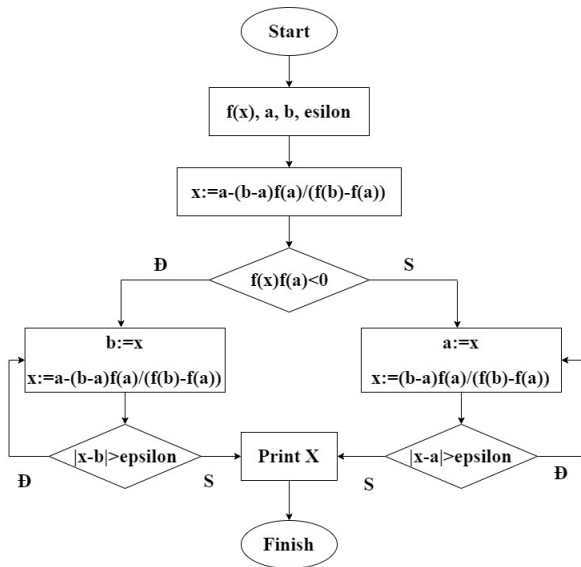 Start
f(x), a, b, esilon
x:=a-(b-a)f(a)/(f(b)-f(a))
Đ
f(x)f(a)<0
S
b:=x
x:=a-(b-a)f(a)/(f(b)-f(a))
a:=x
x:=(b-a)f(a)/(f(b)-f(a))
|x-b|>epsilon
Đ
S
Print X
|x-a|>epsilon
S
Đ
Finish